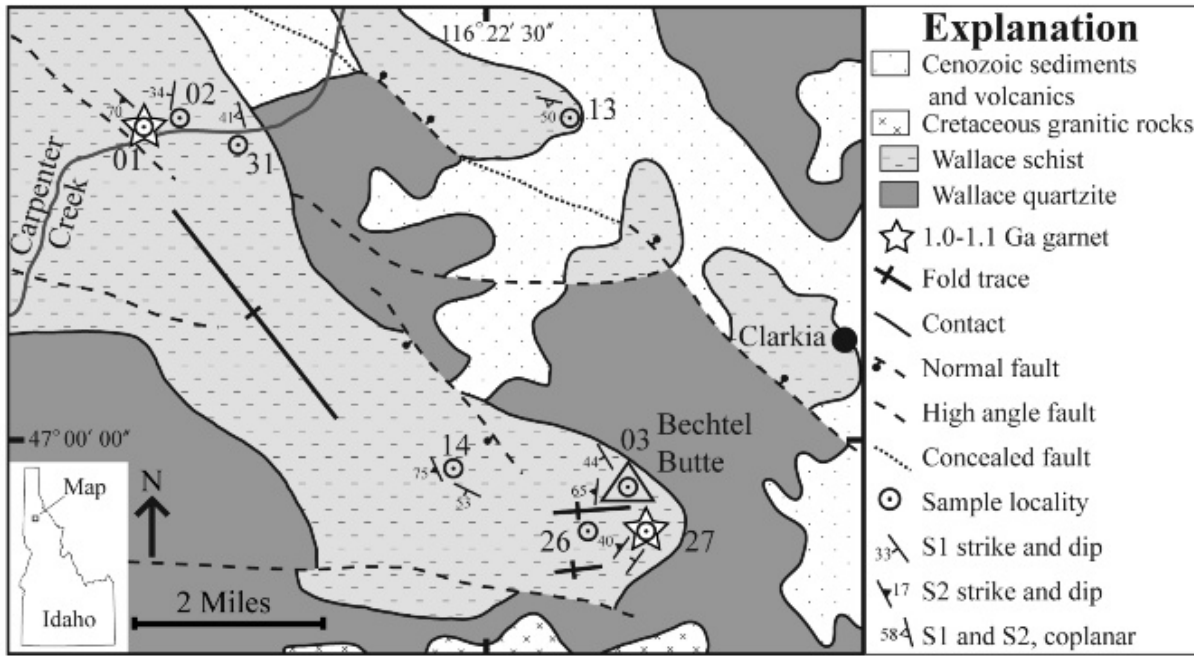 116° 22′ 30″
34
02
70
41
01
31
50
13
Carpenter
Creek
Clarkia
47° 00′ 00″
14
75
53
03
Bechtel
Butte
44
65
26
40
27
Map
N
Idaho
2 Miles
Explanation
Cenozoic sediments
and volcanics
Cretaceous granitic rocks
Wallace schist
Wallace quartzite
1.0-1.1 Ga garnet
Fold trace
Contact
Normal fault
High angle fault
Concealed fault
Sample locality
33 S1 strike and dip
17 S2 strike and dip
58 S1 and S2, coplanar